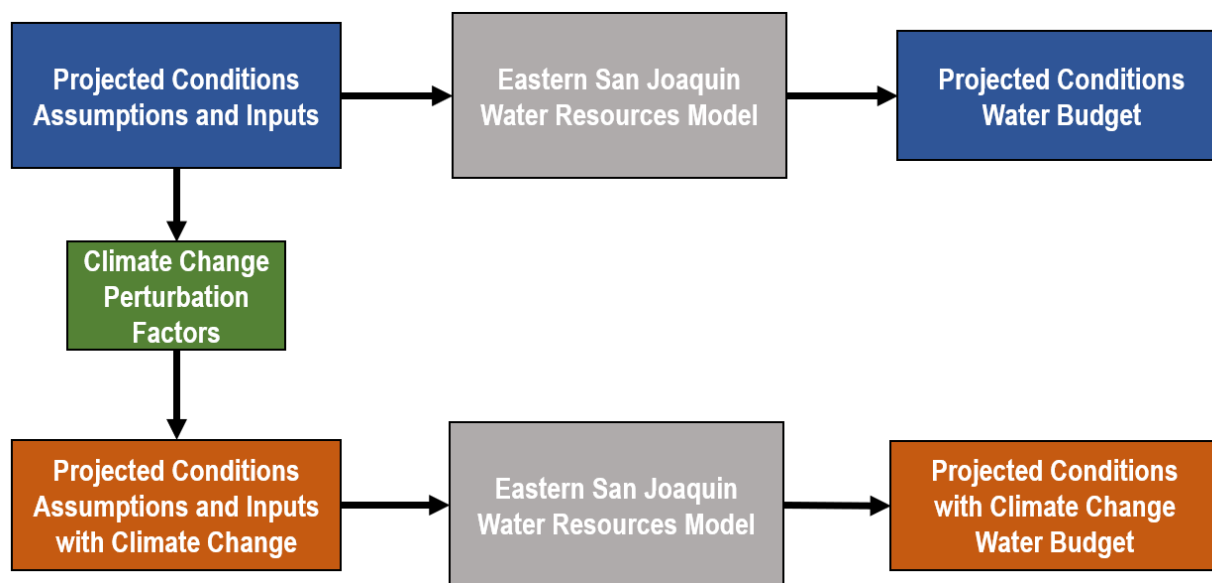 Projected Conditions
Assumptions and Inputs
Eastern San Joaquin
Water Resources Model
Projected Conditions
Water Budget
Climate Change
Perturbation
Factors
Projected Conditions
Assumptions and Inputs
with Climate Change
Eastern San Joaquin
Water Resources Model
Projected Conditions
with Climate Change
Water Budget